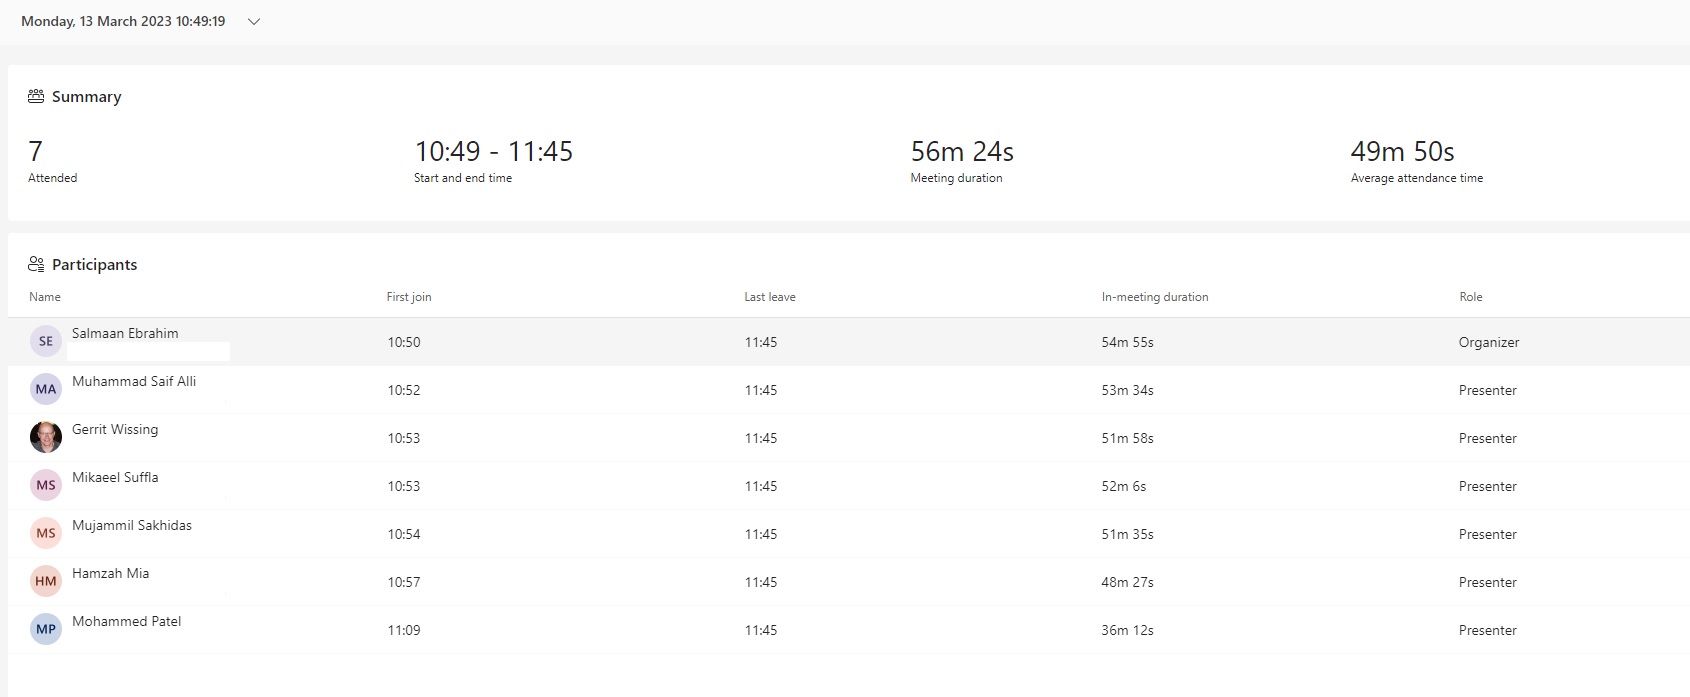 Monday, 13 March 2023 10:49:19
Summary
7 10:49 - 11:45 56m 24s 49m 50s
Attended Start and end time Meeting duration Average attendance time
Participants
Name First join Last leave In-meeting duration Role
SE Salmaan Ebrahim 10:50 11:45 54m 55s Organizer
MA Muhammad Saif Alli 10:52 11:45 53m 34s Presenter
Gerrit Wissing 10:53 11:45 51m 58s Presenter
MS Mikaeel Suffla 10:53 11:45 52m 6s Presenter
MS Mujammil Sakhidas 10:54 11:45 51m 35s Presenter
HM Hamzah Mia 10:57 11:45 48m 27s Presenter
MP Mohammed Patel 11:09 11:45 36m 12s Presenter